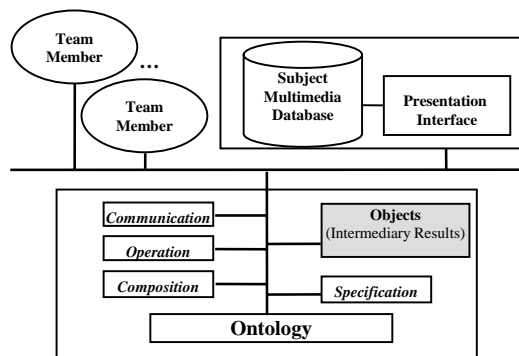 Team
Member
...
Team
Member
Subject
Multimedia
Database
Presentation
Interface
Communication
Operation
Composition
Objects
(Intermediary Results)
Specification
Ontology